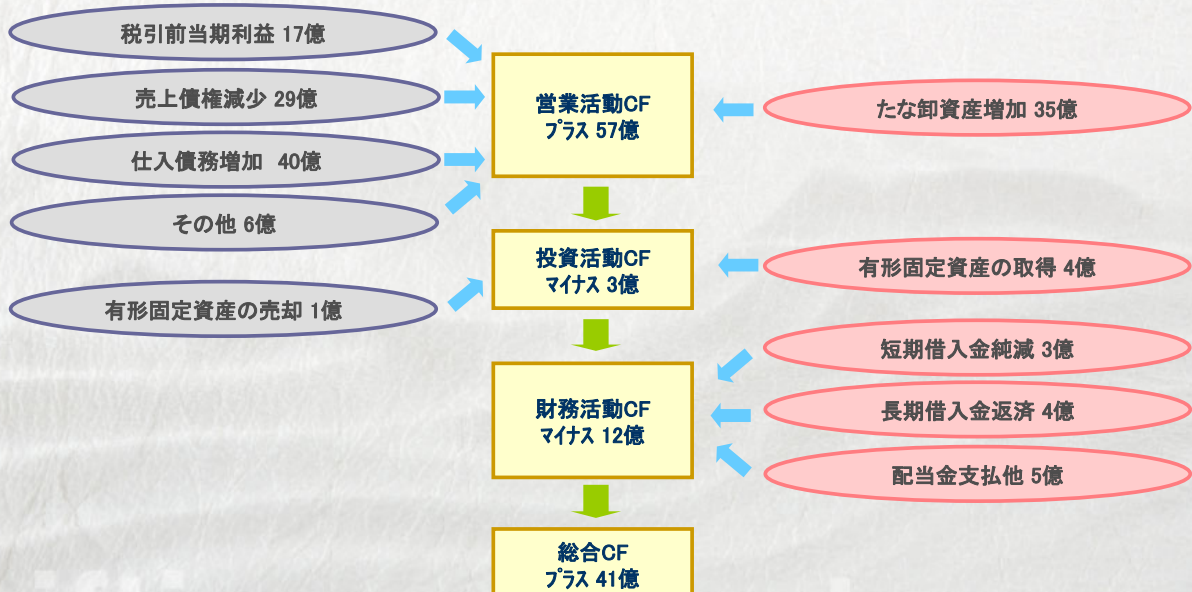 税引前当期利益 17億
売上債権減少 29億
仕入債務増加 40億
その他 6億
営業活動CF
プラス 57億
たな卸資産増加 35億
有形固定資産の売却 1億
投資活動CF
マイナス 3億
有形固定資産の取得 4億
財務活動CF
マイナス 12億
短期借入金純減 3億
長期借入金返済 4億
配当金支払他 5億
総合CF
プラス 41億